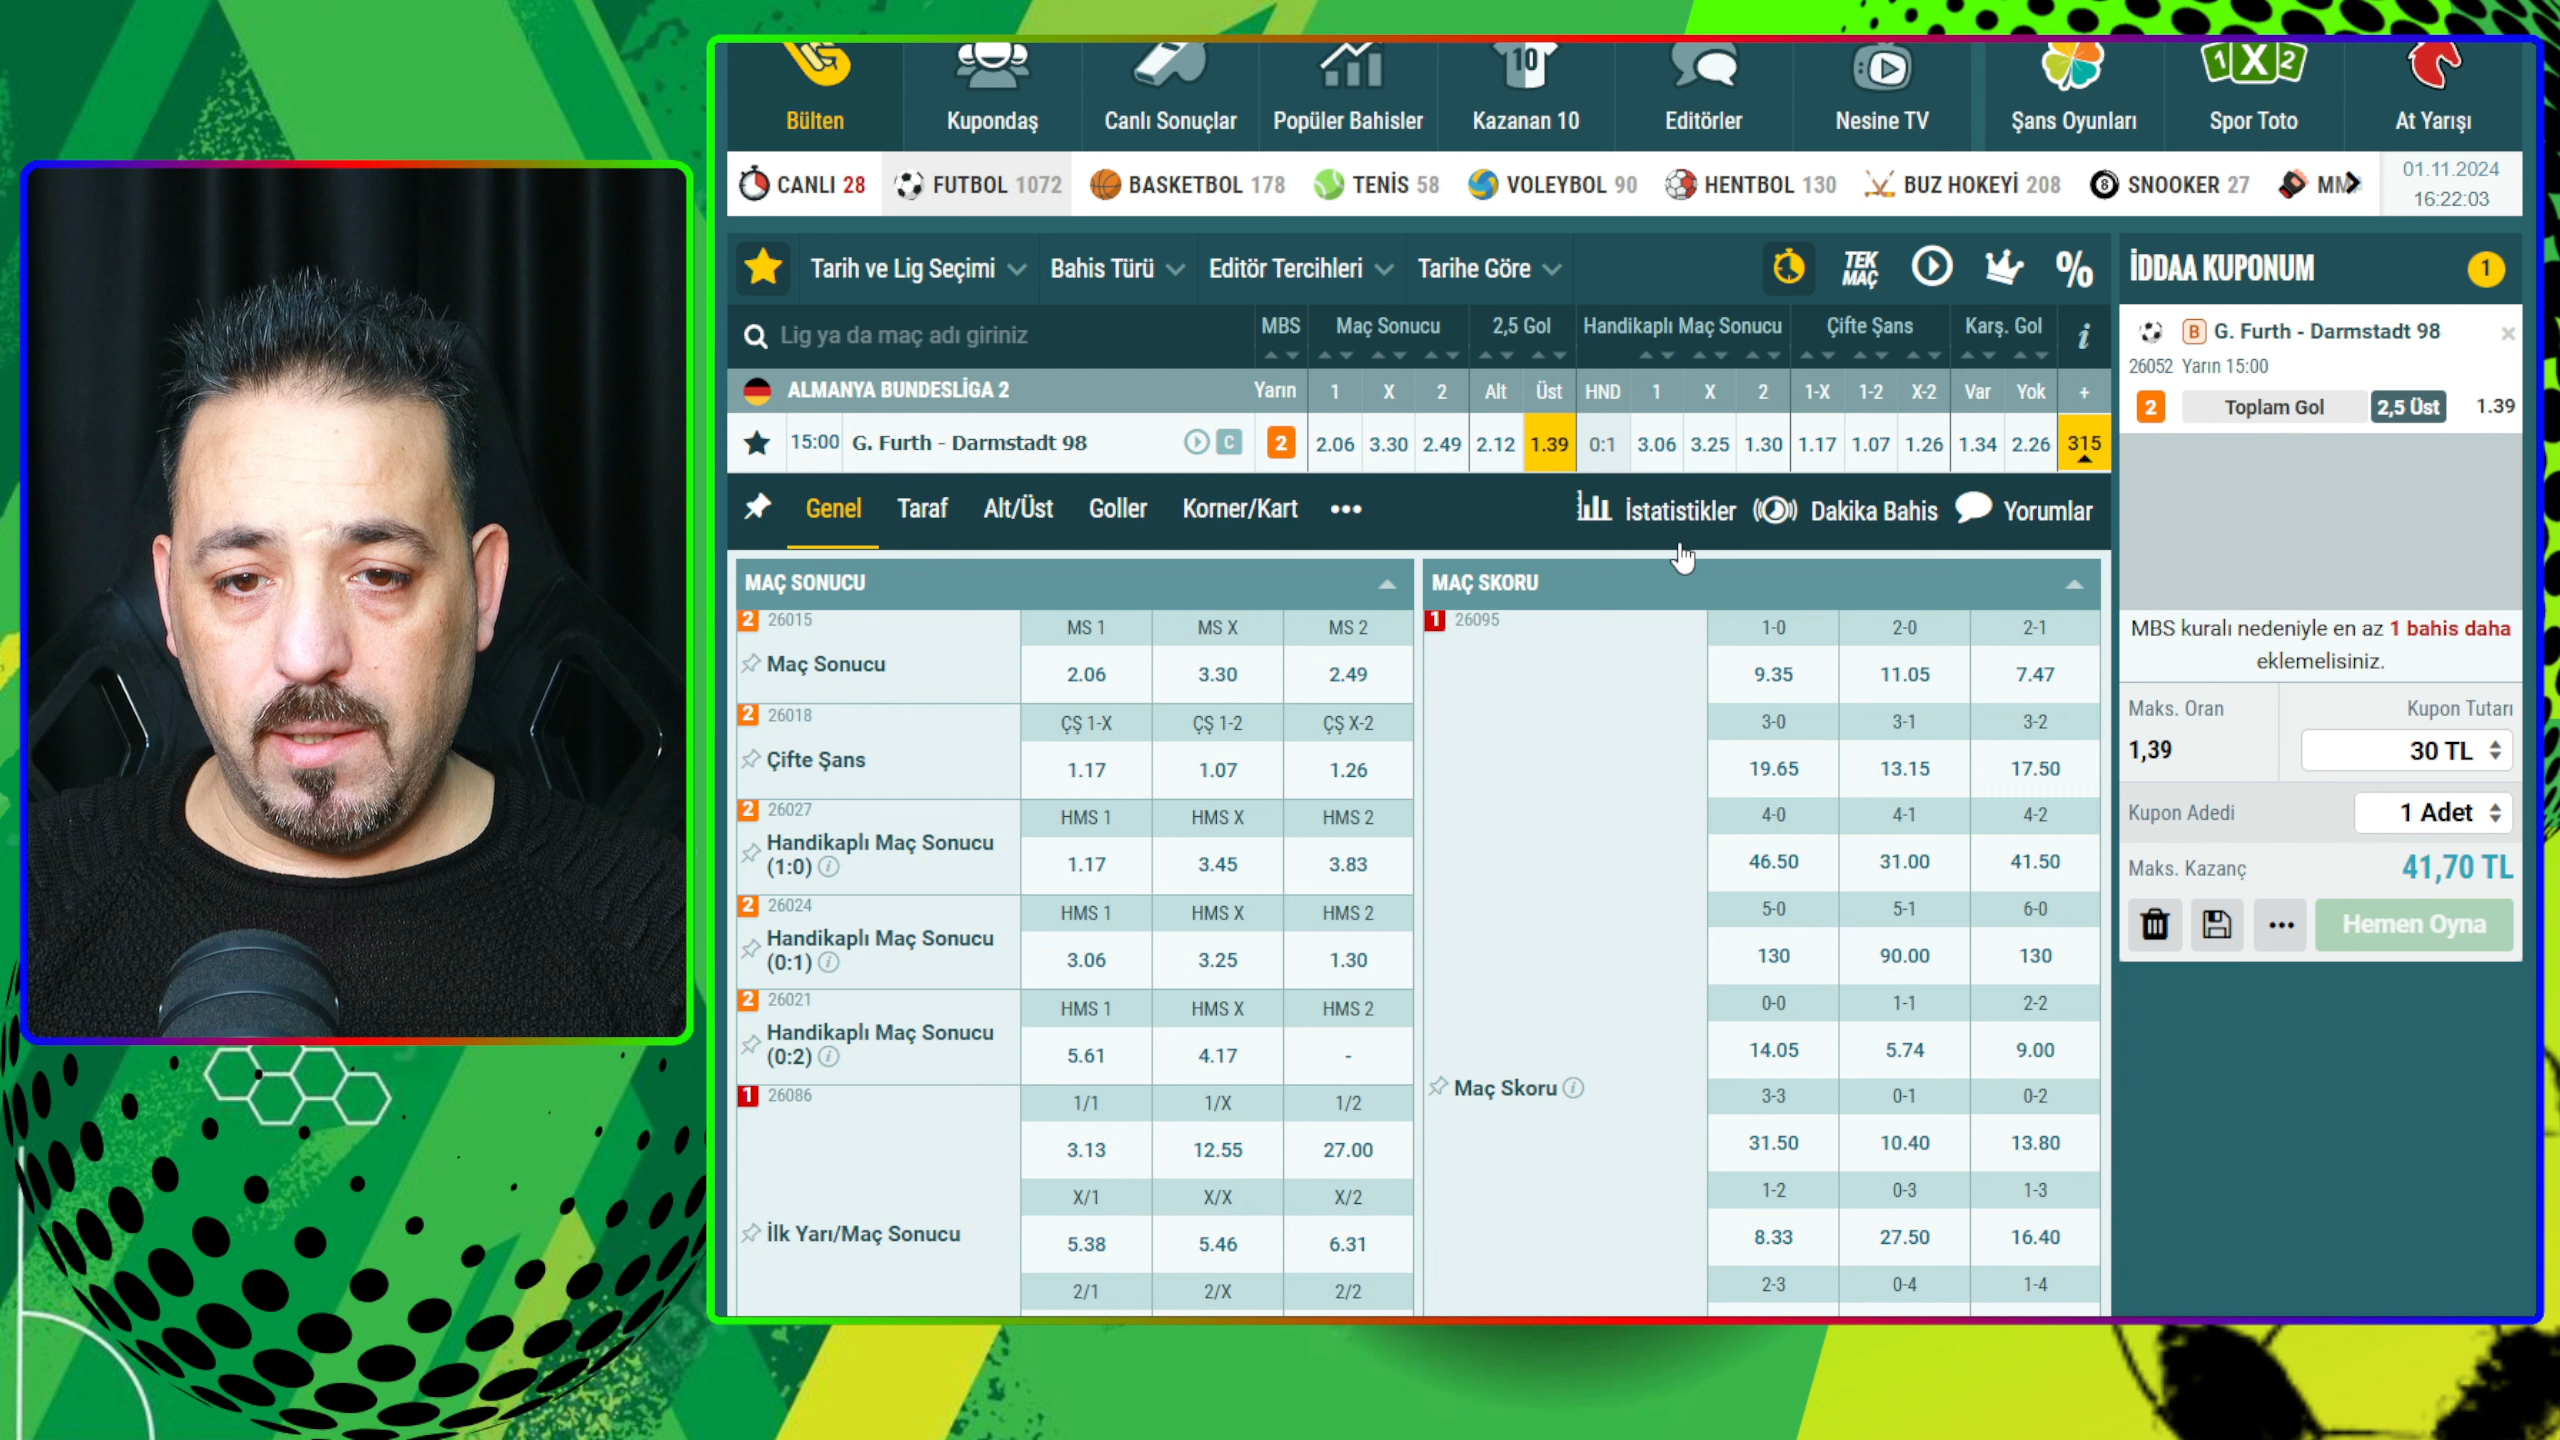 Bülten
Kupondaş
Canlı Sonuçlar
Popüler Bahisler
10
Kazanan 10
Editörler
Nesine TV
Şans Oyunları
1X2
Spor Toto
At Yarışı
CANLI 28
FUTBOL 1072
BASKETBOL 178
TENİS 58
VOLEYBOL 90
HENTBOL 130
BUZ HOKEYİ 208
8 SNOOKER 27
01.11.2024
16:22:03
Tarih ve Lig Seçimi Bahis Türü Editör Tercihleri Tarihe Göre TEK MAÇ %
Lig ya da maç adı giriniz MBS Maç Sonucu 2,5 Gol Handikaplı Maç Sonucu Çifte Şans Karş. Gol i
ALMANYA BUNDESLİGA 2 Yarın 1 X 2 Alt Üst HND 1 X 2 1-X 1-2 X-2 Var Yok +
15:00 G. Furth - Darmstadt 98 C 2 2.06 3.30 2.49 2.12 1.39 0:1 3.06 3.25 1.30 1.17 1.07 1.26 1.34 2.26 315
Genel Taraf Alt/Üst Goller Korner/Kart ••• İstatistikler Dakika Bahis Yorumlar
MAÇ SONUCU
2 26015 MS 1 MS X MS 2
Maç Sonucu 2.06 3.30 2.49
2 26018 ÇŞ 1-X ÇŞ 1-2 ÇŞ X-2
Çifte Şans 1.17 1.07 1.26
2 26027 HMS 1 HMS X HMS 2
Handikaplı Maç Sonucu
(1:0) i 1.17 3.45 3.83
2 26024 HMS 1 HMS X HMS 2
Handikaplı Maç Sonucu
(0:1) i 3.06 3.25 1.30
2 26021 HMS 1 HMS X HMS 2
Handikaplı Maç Sonucu
(0:2) i 5.61 4.17 -
1 26086 1/1 1/X 1/2
3.13 12.55 27.00
X/1 X/X X/2
İlk Yarı/Maç Sonucu 5.38 5.46 6.31
2/1 2/X 2/2
MAÇ SKORU
1 26095 1-0 2-0 2-1
9.35 11.05 7.47
3-0 3-1 3-2
19.65 13.15 17.50
4-0 4-1 4-2
46.50 31.00 41.50
5-0 5-1 6-0
130 90.00 130
0-0 1-1 2-2
14.05 5.74 9.00
Maç Skoru i
3-3 0-1 0-2
31.50 10.40 13.80
1-2 0-3 1-3
8.33 27.50 16.40
2-3 0-4 1-4
İDDAA KUPONUM 1
B G. Furth - Darmstadt 98
26052 Yarın 15:00
2 Toplam Gol 2,5 Üst 1.39
MBS kuralı nedeniyle en az 1 bahis daha
eklemelisiniz.
Maks. Oran Kupon Tutarı
1,39 30 TL
Kupon Adedi 1 Adet
Maks. Kazanç 41,70 TL
••• Hemen Oyna